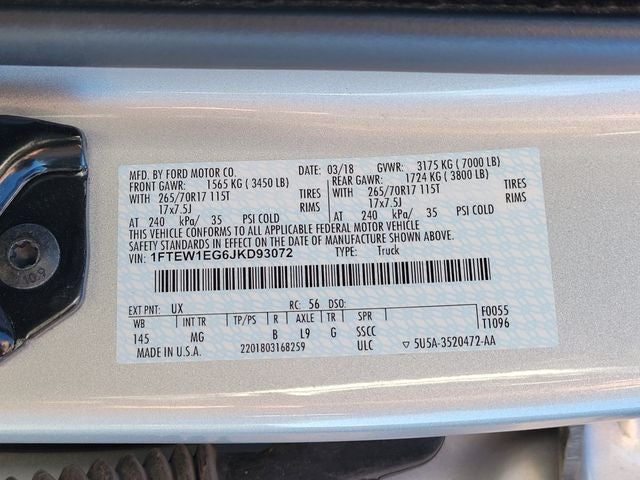 MFD. BY FORD MOTOR CO. DATE: 03/18 GVWR: 3175 KG ( 7000 LB)
FRONT GAWR: 1565 KG ( 3450 LB) REAR GAWR: 1724 KG ( 3800 LB)
WITH 265/70R17 115T TIRES WITH 265/70R17 115T TIRES
17x7.5J RIMS 17x7.5J RIMS
AT 240 kPa/ 35 PSI COLD AT 240 kPa/ 35 PSI COLD
THIS VEHICLE CONFORMS TO ALL APPLICABLE FEDERAL MOTOR VEHICLE
SAFETY STANDARDS IN EFFECT ON THE DATE OF MANUFACTURE SHOWN ABOVE.
VIN: 1FTEW1EG6JKD93072 TYPE: Truck
EXT PNT: UX RC: 56 DSO:
WB INT TR TP/PS R AXLE TR SPR F0055
145 MG B L9 G SSCC T1096
MADE IN U.S.A. 2201803168259 ULC ▽ 5U5A-3520472-AA
10.9